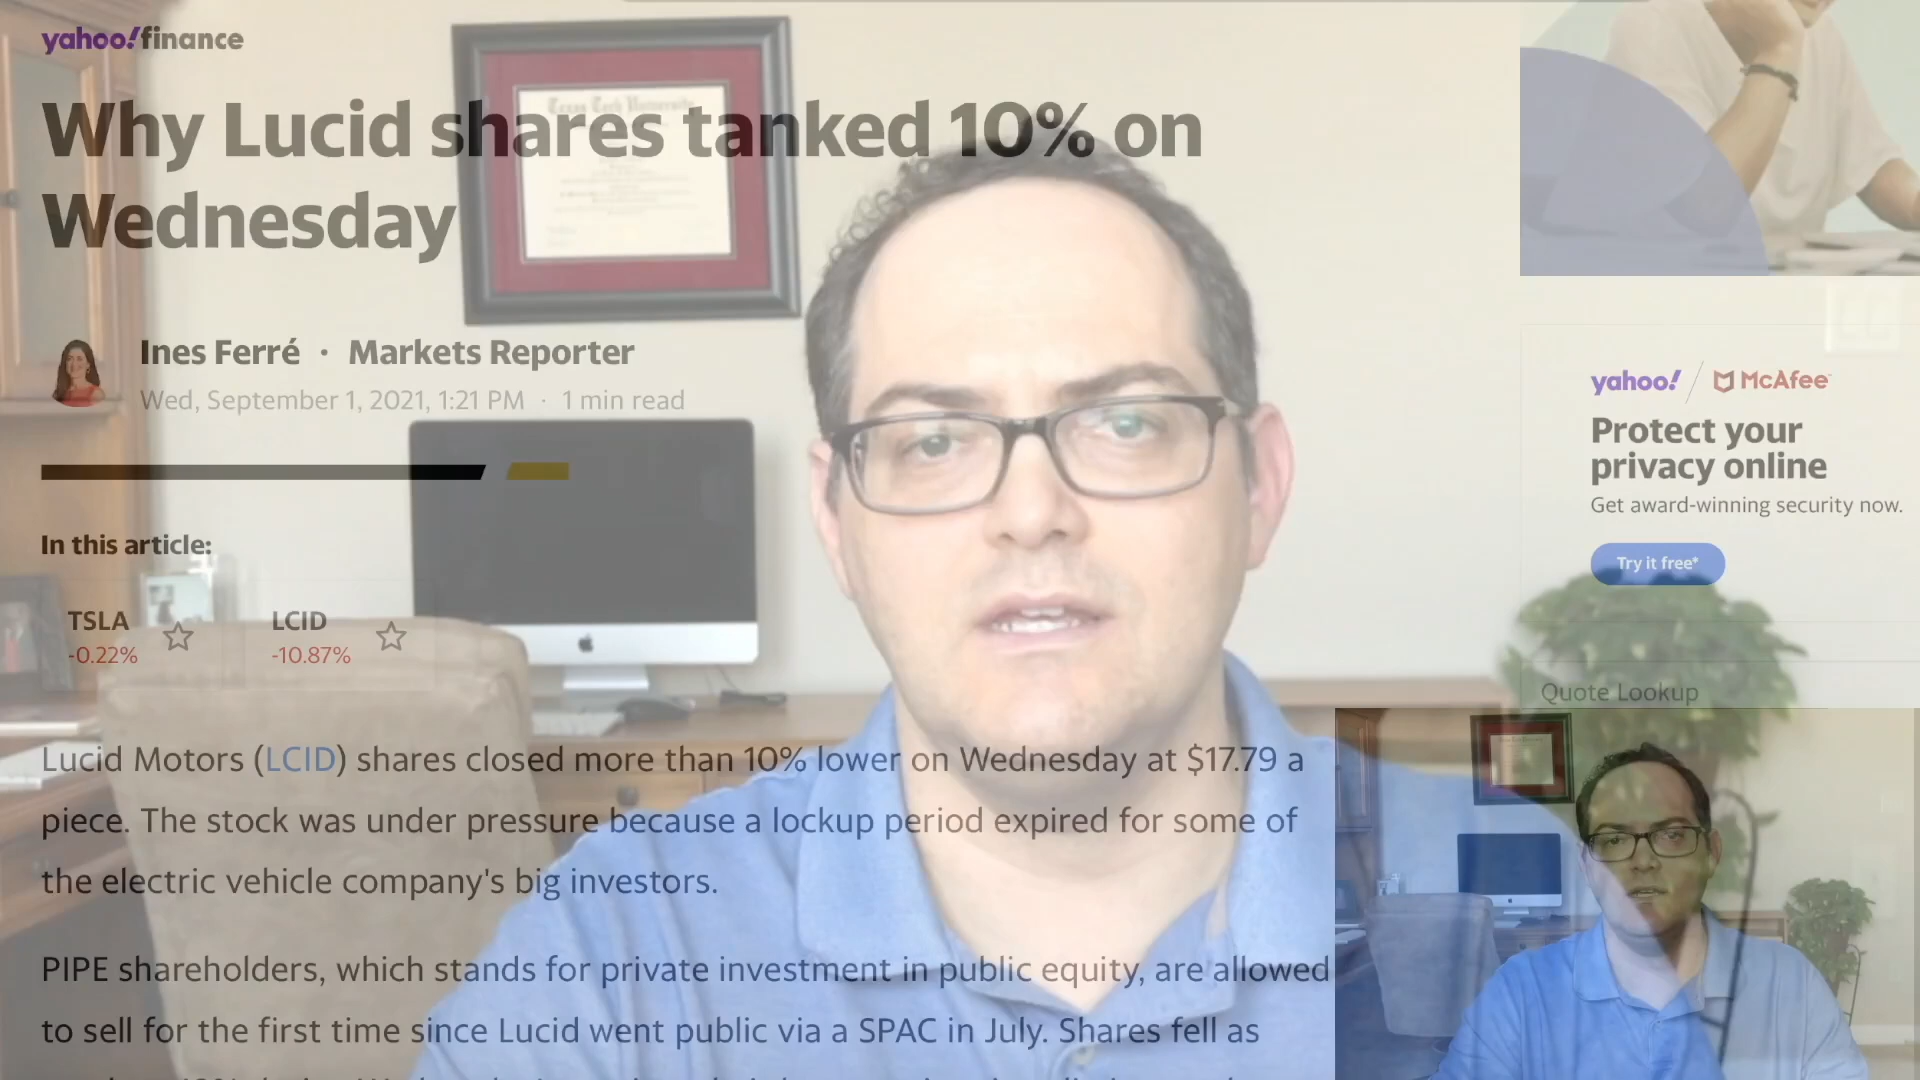 yahoo!finance
Why Lucid shares tanked 10% on
Wednesday
Texas Tech University
Ines Ferré · Markets Reporter
Wed, September 1, 2021, 1:21 PM · 1 min read
In this article:
TSLA
-0.22%
LCID
-10.87%
Lucid Motors (LCID) shares closed more than 10% lower on Wednesday at $17.79 a
piece. The stock was under pressure because a lockup period expired for some of
the electric vehicle company's big investors.
PIPE shareholders, which stands for private investment in public equity, are allowed
to sell for the first time since Lucid went public via a SPAC in July. Shares fell as
yahoo! / McAfee
Protect your
privacy online
Get award-winning security now.
Try it free*
Quote Lookup